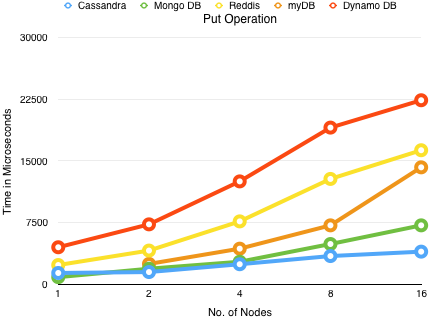 Cassandra Mongo DB Reddis myDB Dynamo DB
Put Operation
30000
22500
15000
7500
0
Time in Microseconds
1 2 4 8 16
No. of Nodes